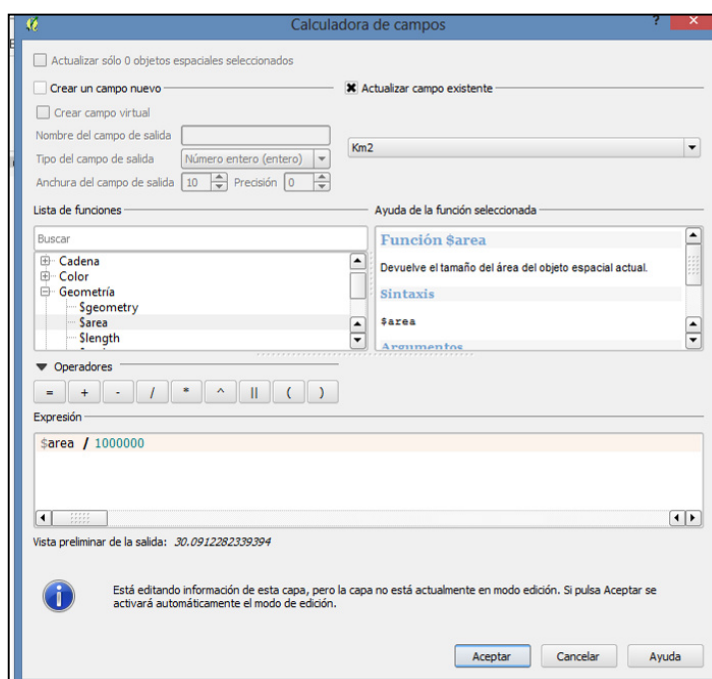 Calculadora de campos
?
Actualizar sólo 0 objetos espaciales seleccionados
Crear un campo nuevo
Actualizar campo existente
Crear campo virtual
Nombre del campo de salida
Tipo del campo de salida Número entero (entero)
Anchura del campo de salida 10 Precisión 0
Km2
Lista de funciones
Buscar
Cadena
Color
Geometría
$geometry
$area
$length
Ayuda de la función seleccionada
Función $area
Devuelve el tamaño del área del objeto espacial actual.
Sintaxis
$area
Argumentos
Operadores
= + - / * ^ || ( )
Expresión
$area / 1000000
Vista preliminar de la salida: 30.0912282339394
Está editando información de esta capa, pero la capa no está actualmente en modo edición. Si pulsa Aceptar se
activará automáticamente el modo de edición.
Aceptar Cancelar Ayuda